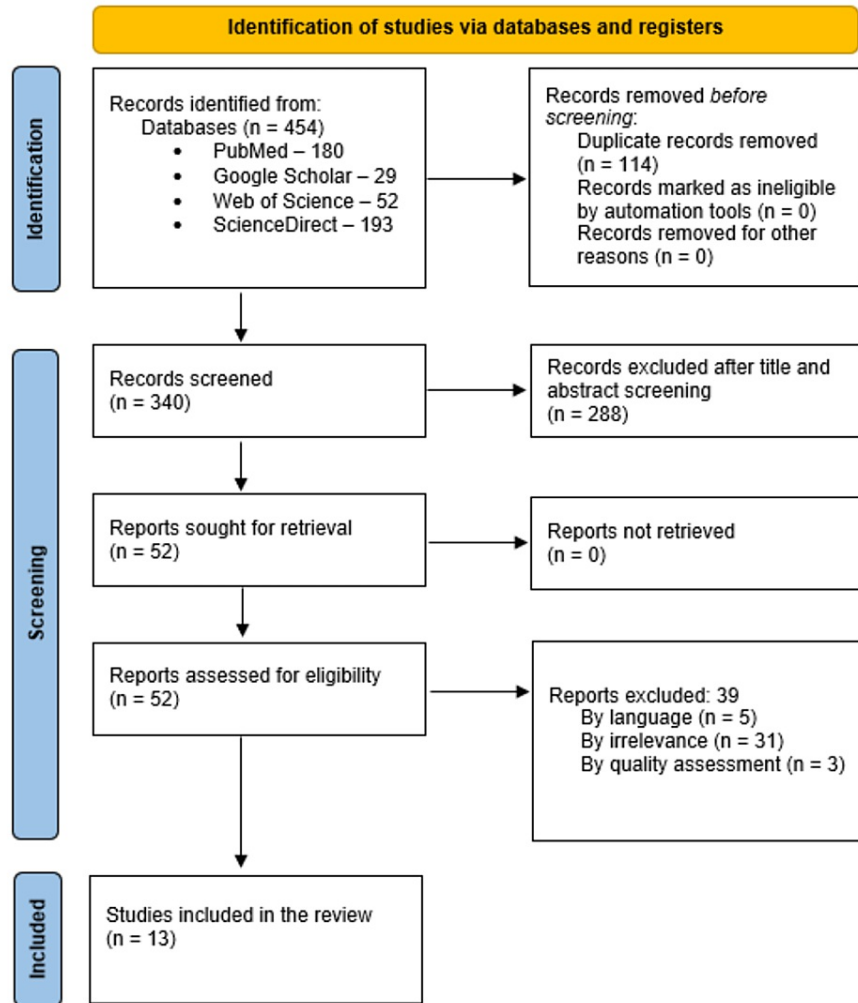 Identification of studies via databases and registers
Identification
Records identified from:
Databases (n = 454)
• PubMed – 180
• Google Scholar – 29
• Web of Science – 52
• ScienceDirect – 193
Records removed before
screening:
Duplicate records removed
(n = 114)
Records marked as ineligible
by automation tools (n = 0)
Records removed for other
reasons (n = 0)
Screening
Records screened
(n = 340)
Records excluded after title and
abstract screening
(n = 288)
Reports sought for retrieval
(n = 52)
Reports not retrieved
(n = 0)
Reports assessed for eligibility
(n = 52)
Reports excluded: 39
By language (n = 5)
By irrelevance (n = 31)
By quality assessment (n = 3)
Included
Studies included in the review
(n = 13)